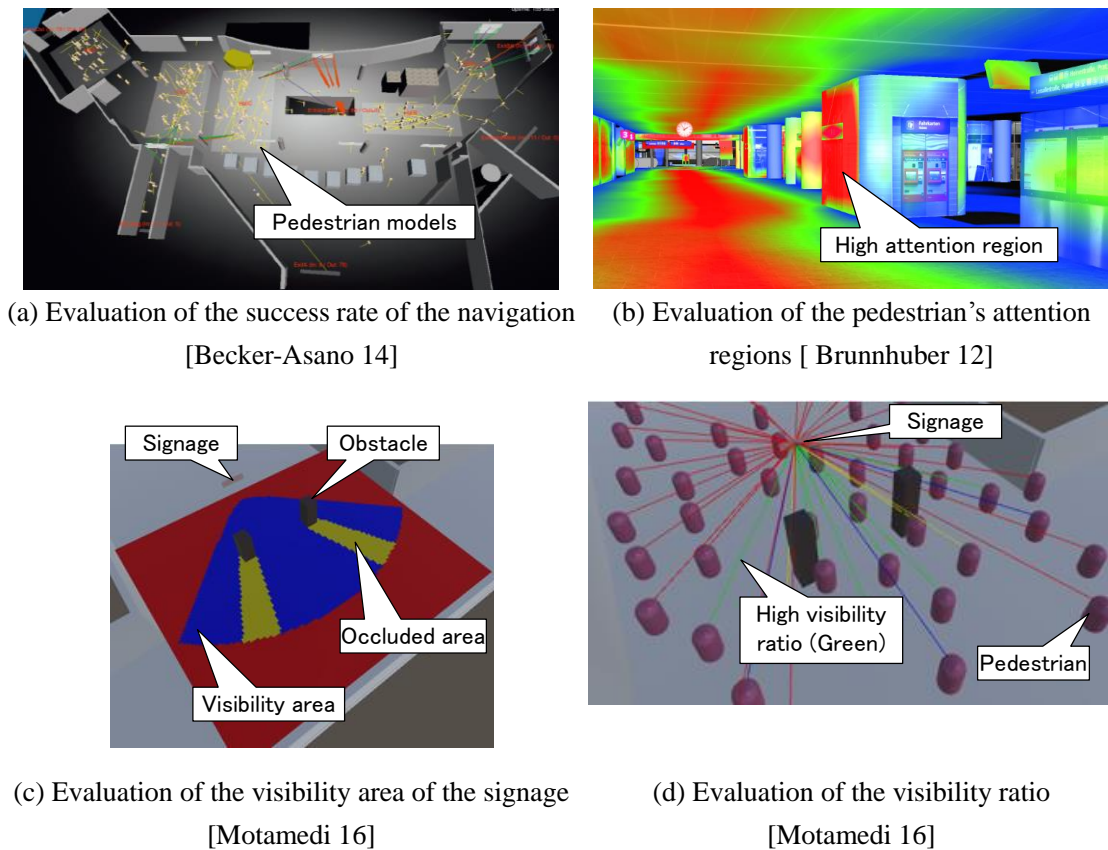 Pedestrian models
High attention region
(a) Evaluation of the success rate of the navigation
[Becker-Asano 14]
(b) Evaluation of the pedestrian’s attention
regions [ Brunnhuber 12]
Signage
Obstacle
Occluded area
Visibility area
Signage
High visibility
ratio (Green)
Pedestrian
(c) Evaluation of the visibility area of the signage
[Motamedi 16]
(d) Evaluation of the visibility ratio
[Motamedi 16]